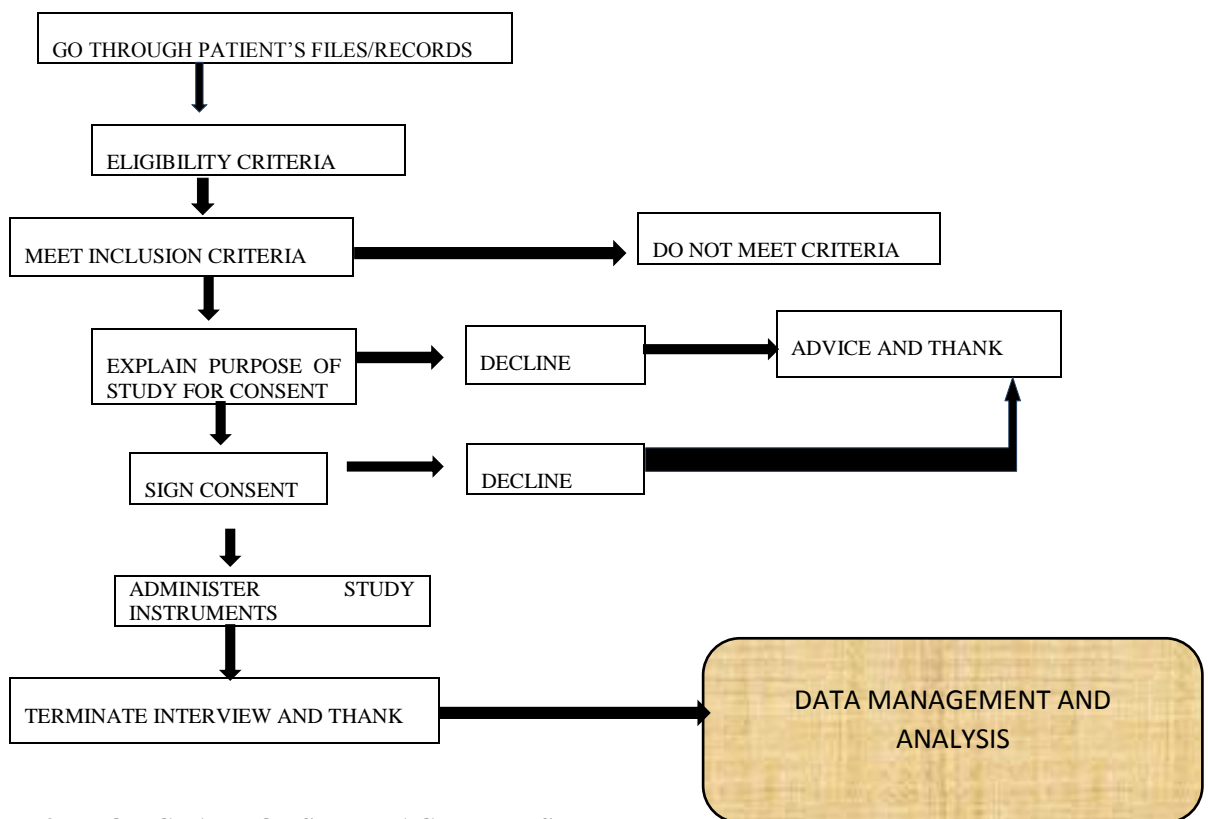 GO THROUGH PATIENT’S FILES/RECORDS
ELIGIBILITY CRITERIA
MEET INCLUSION CRITERIA
DO NOT MEET CRITERIA
EXPLAIN PURPOSE OF
STUDY FOR CONSENT
DECLINE
ADVICE AND THANK
SIGN CONSENT
DECLINE
ADMINISTER STUDY
INSTRUMENTS
TERMINATE INTERVIEW AND THANK
DATA MANAGEMENT AND
ANALYSIS